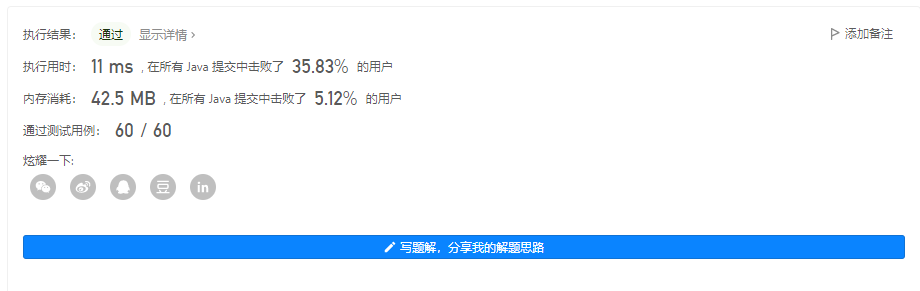 执行结果： 通过 显示详情 › 添加备注
执行用时： 11 ms , 在所有 Java 提交中击败了 35.83% 的用户
内存消耗： 42.5 MB , 在所有 Java 提交中击败了 5.12% 的用户
通过测试用例： 60 / 60
炫耀一下:
豆 in
写题解，分享我的解题思路